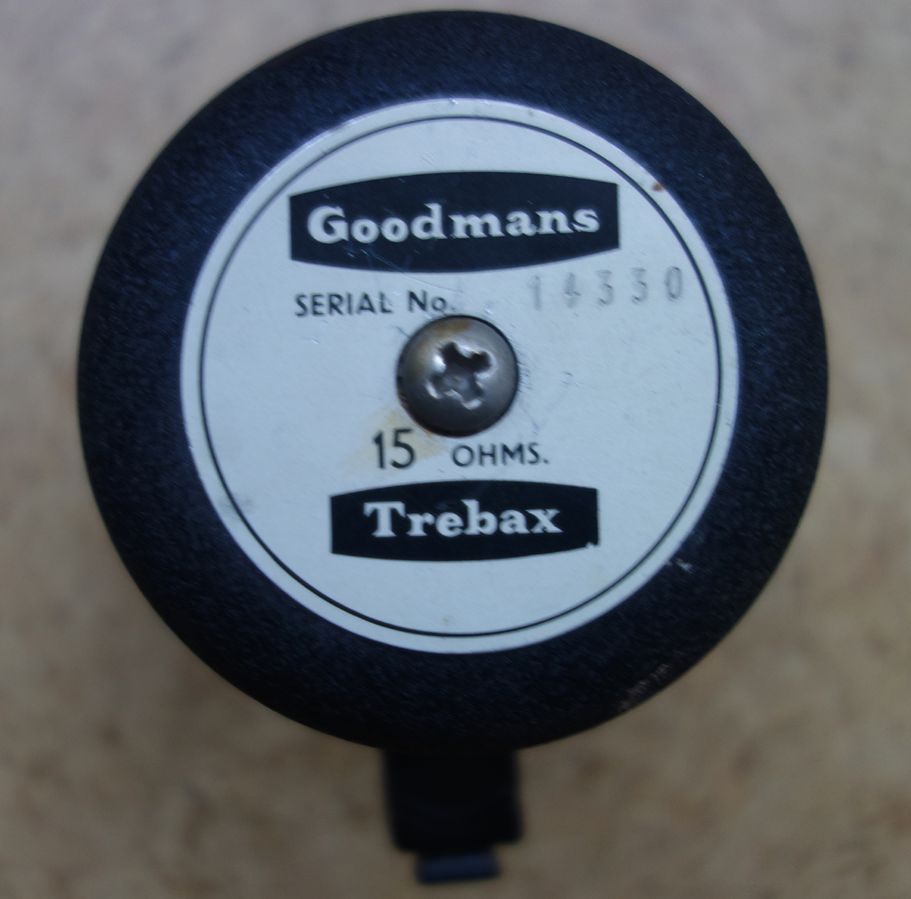 Goodmans
SERIAL No. 14330
15 OHMS.
Trebax